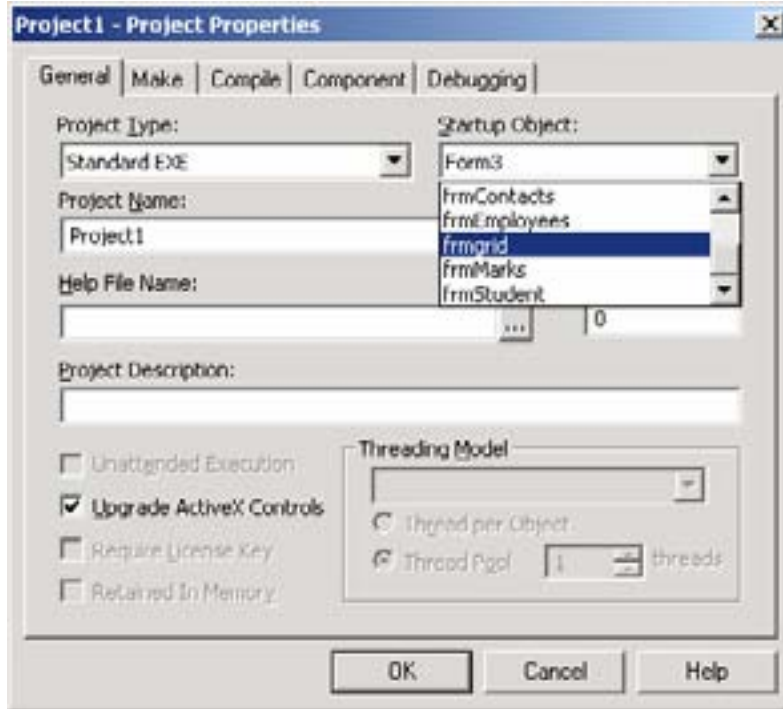 Project1 - Project Properties
General Make Compile Component Debugging
Project Type:
Standard EXE
Startup Object:
Form3
frmContacts
frmEmployees
frmgrid
frmMarks
frmStudent
Project Name:
Project1
Help File Name:
...
0
Project Description:
Unattended Execution
Upgrade ActiveX Controls
Require License Key
Retained In Memory
Threading Model
Thread per Object
Thread Pool 1 threads
OK Cancel Help